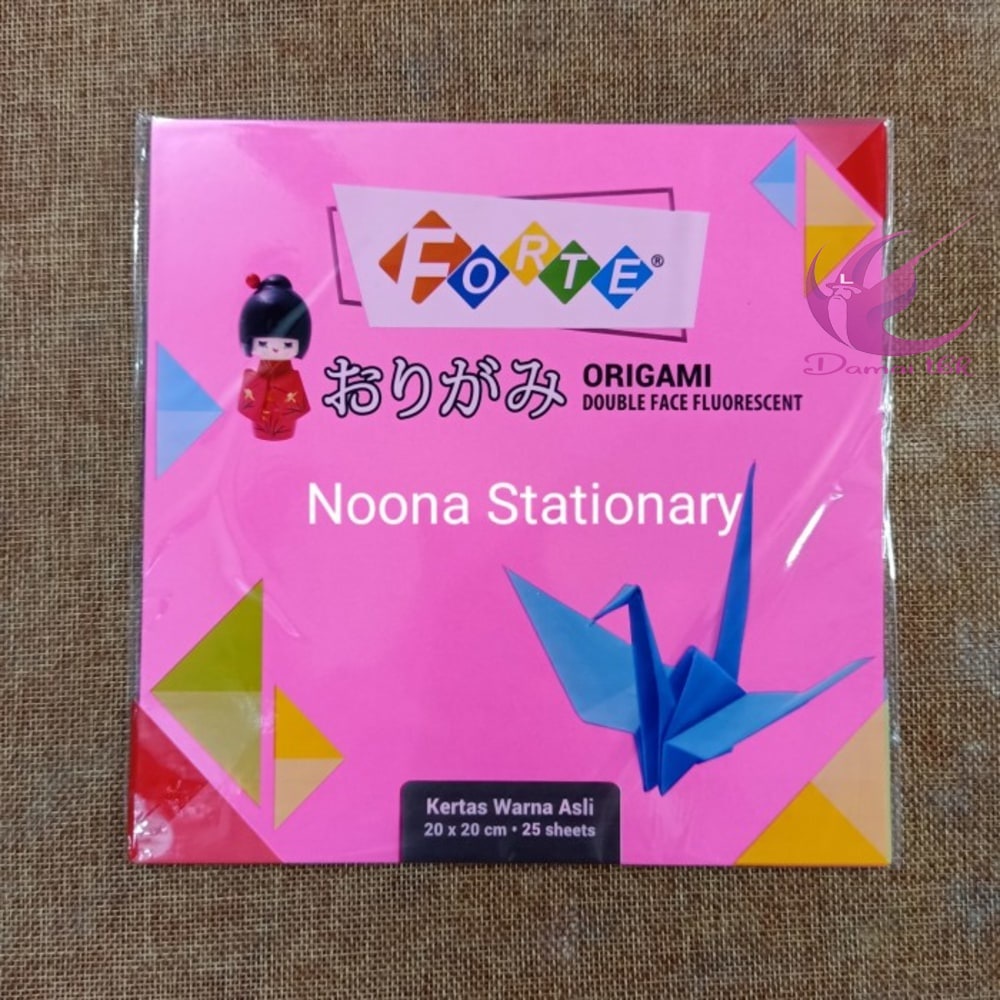 FORTE®
おりがみ ORIGAMI
DOUBLE FACE FLUORESCENT
Noona Stationary
Kertas Warna Asli
20 x 20 cm • 25 sheets